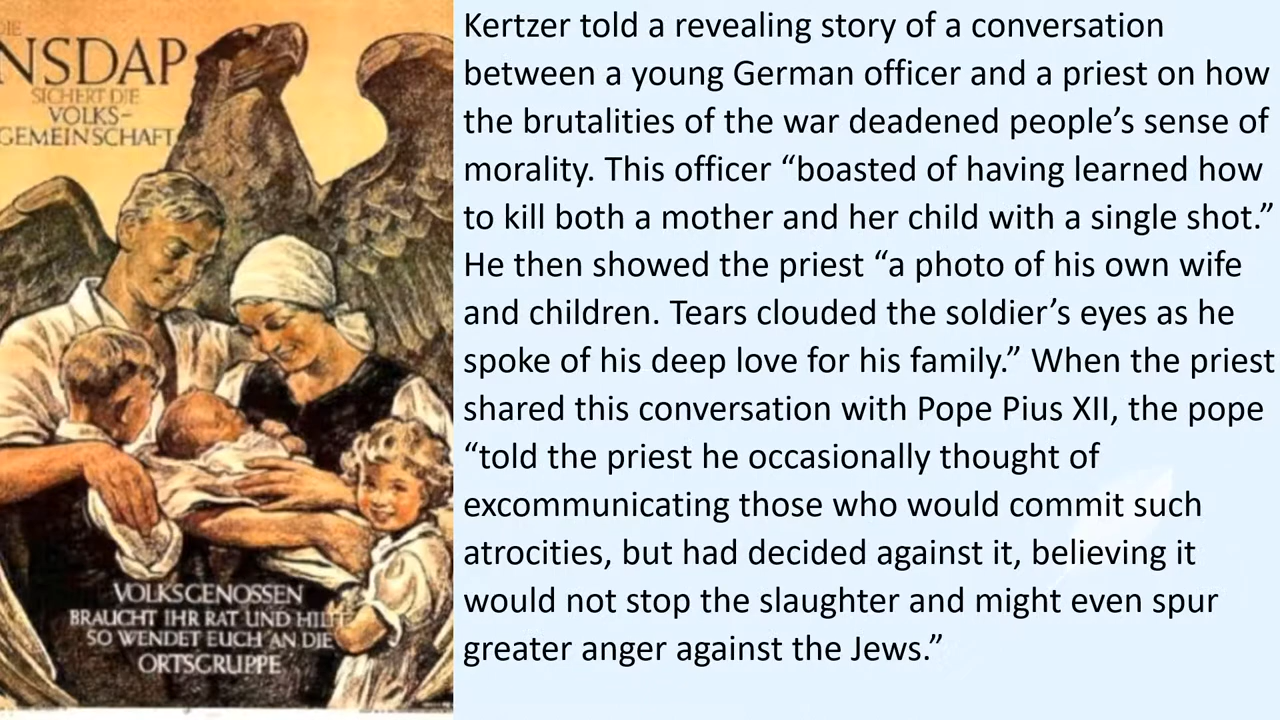 DIE
NSDAP
SICHERT DIE
VOLKS-
GEMEINSCHAFT
VOLKSGENOSSEN
BRAUCHT IHR RAT UND HILFE
SO WENDET EUCH AN DIE
ORTSGRUPPE
Kertzer told a revealing story of a conversation
between a young German officer and a priest on how
the brutalities of the war deadened people’s sense of
morality. This officer “boasted of having learned how
to kill both a mother and her child with a single shot.”
He then showed the priest “a photo of his own wife
and children. Tears clouded the soldier’s eyes as he
spoke of his deep love for his family.” When the priest
shared this conversation with Pope Pius XII, the pope
“told the priest he occasionally thought of
excommunicating those who would commit such
atrocities, but had decided against it, believing it
would not stop the slaughter and might even spur
greater anger against the Jews.”